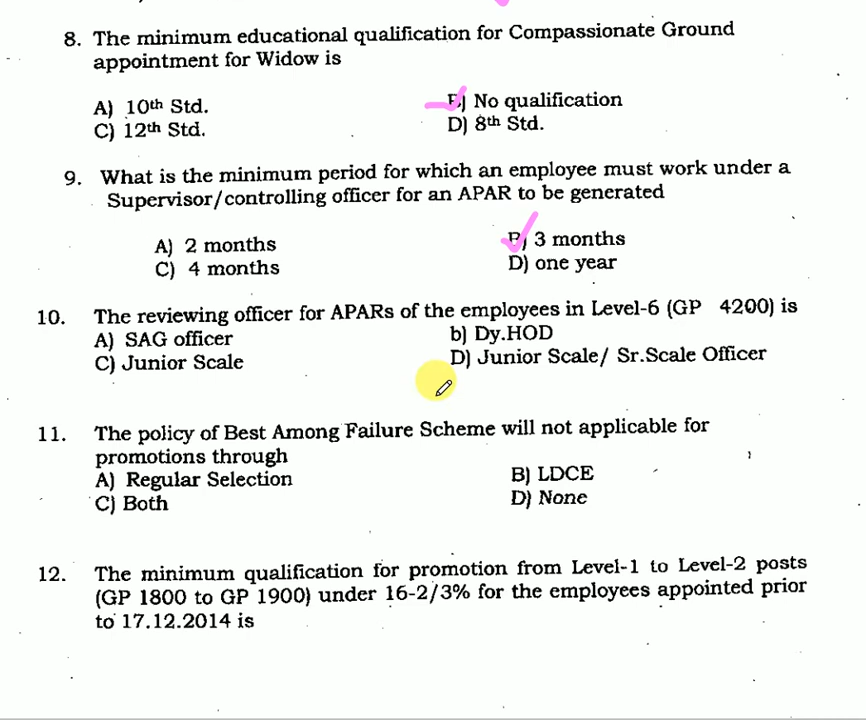 8. The minimum educational qualification for Compassionate Ground
appointment for Widow is
A) 10th Std.
B) No qualification
C) 12th Std.
D) 8th Std.
9. What is the minimum period for which an employee must work under a
Supervisor/controlling officer for an APAR to be generated
A) 2 months
B) 3 months
C) 4 months
D) one year
10. The reviewing officer for APARs of the employees in Level-6 (GP 4200) is
A) SAG officer
b) Dy.HOD
C) Junior Scale
D) Junior Scale/ Sr.Scale Officer
11. The policy of Best Among Failure Scheme will not applicable for
promotions through
A) Regular Selection
B) LDCE
C) Both
D) None
12. The minimum qualification for promotion from Level-1 to Level-2 posts
(GP 1800 to GP 1900) under 16-2/3% for the employees appointed prior
to 17.12.2014 is